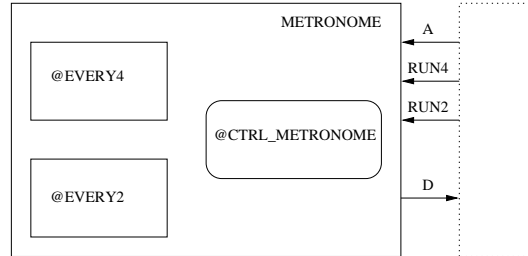 METRONOME
@EVERY4
@CTRL_METRONOME
@EVERY2
A
RUN4
RUN2
D